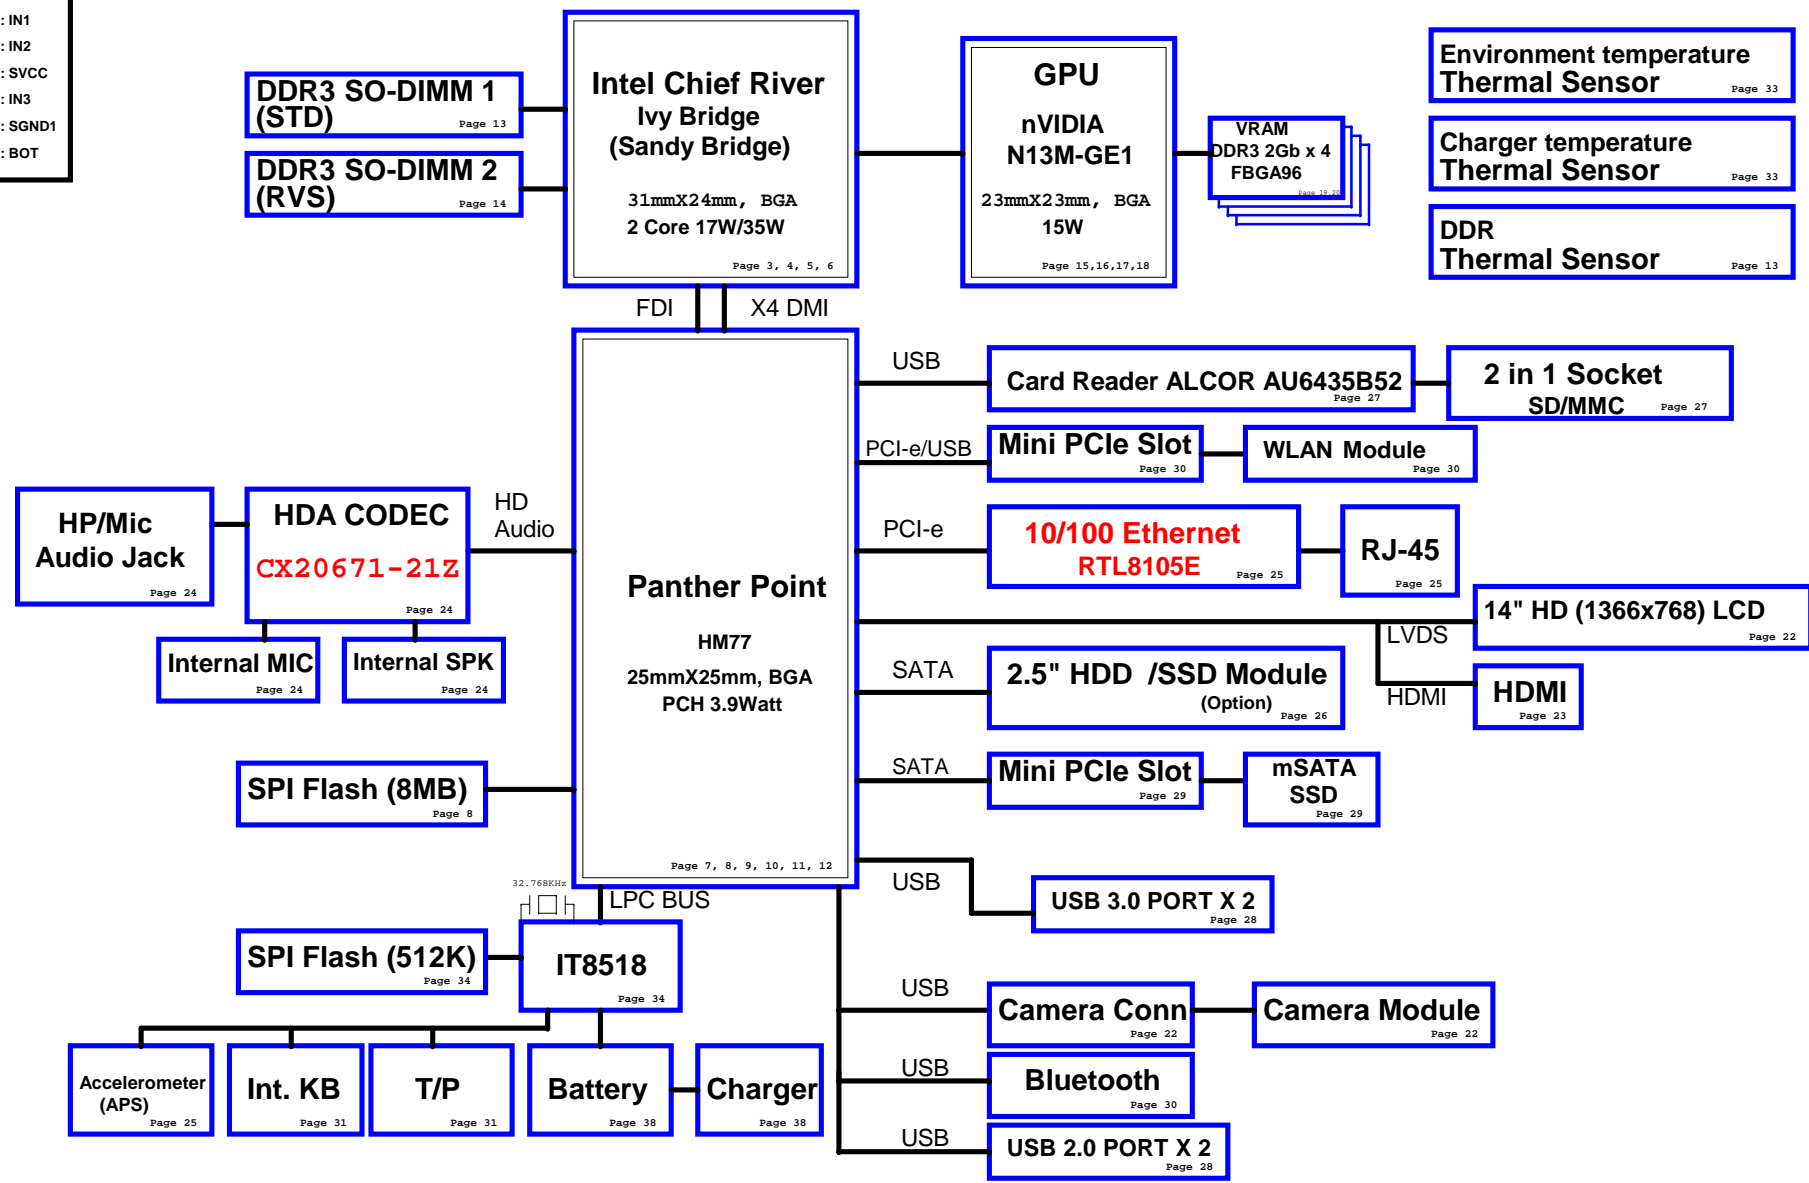 : IN1
: IN2
: SVCC
: IN3
: SGND1
: BOT
DDR3 SO-DIMM 1
(STD)
Page 13
DDR3 SO-DIMM 2
(RVS)
Page 14
Intel Chief River
Ivy Bridge
(Sandy Bridge)
31mmX24mm, BGA
2 Core 17W/35W
Page 3, 4, 5, 6
GPU
nVIDIA
N13M-GE1
23mmX23mm, BGA
15W
Page 15,16,17,18
VRAM
DDR3 2Gb x 4
FBGA96
Page 19,20
Environment temperature
Thermal Sensor
Page 33
Charger temperature
Thermal Sensor
Page 33
DDR
Thermal Sensor
Page 13
FDI
X4 DMI
Panther Point
HM77
25mmX25mm, BGA
PCH 3.9Watt
Page 7, 8, 9, 10, 11, 12
USB
Card Reader ALCOR AU6435B52
Page 27
2 in 1 Socket
SD/MMC
Page 27
PCI-e/USB
Mini PCIe Slot
Page 30
WLAN Module
Page 30
PCI-e
10/100 Ethernet
RTL8105E
Page 25
RJ-45
Page 25
LVDS
14" HD (1366x768) LCD
Page 22
HDMI
HDMI
Page 23
SATA
2.5" HDD /SSD Module
(Option)
Page 26
SATA
Mini PCIe Slot
Page 29
mSATA
SSD
Page 29
USB
USB 3.0 PORT X 2
Page 28
USB
Camera Conn
Page 22
Camera Module
Page 22
USB
Bluetooth
Page 30
USB
USB 2.0 PORT X 2
Page 28
HP/Mic
Audio Jack
Page 24
HDA CODEC
CX20671-21Z
Page 24
HD
Audio
Internal MIC
Page 24
Internal SPK
Page 24
SPI Flash (8MB)
Page 8
32.768KHz
LPC BUS
SPI Flash (512K)
Page 34
IT8518
Page 34
Accelerometer
(APS)
Page 25
Int. KB
Page 31
T/P
Page 31
Battery
Page 38
Charger
Page 38